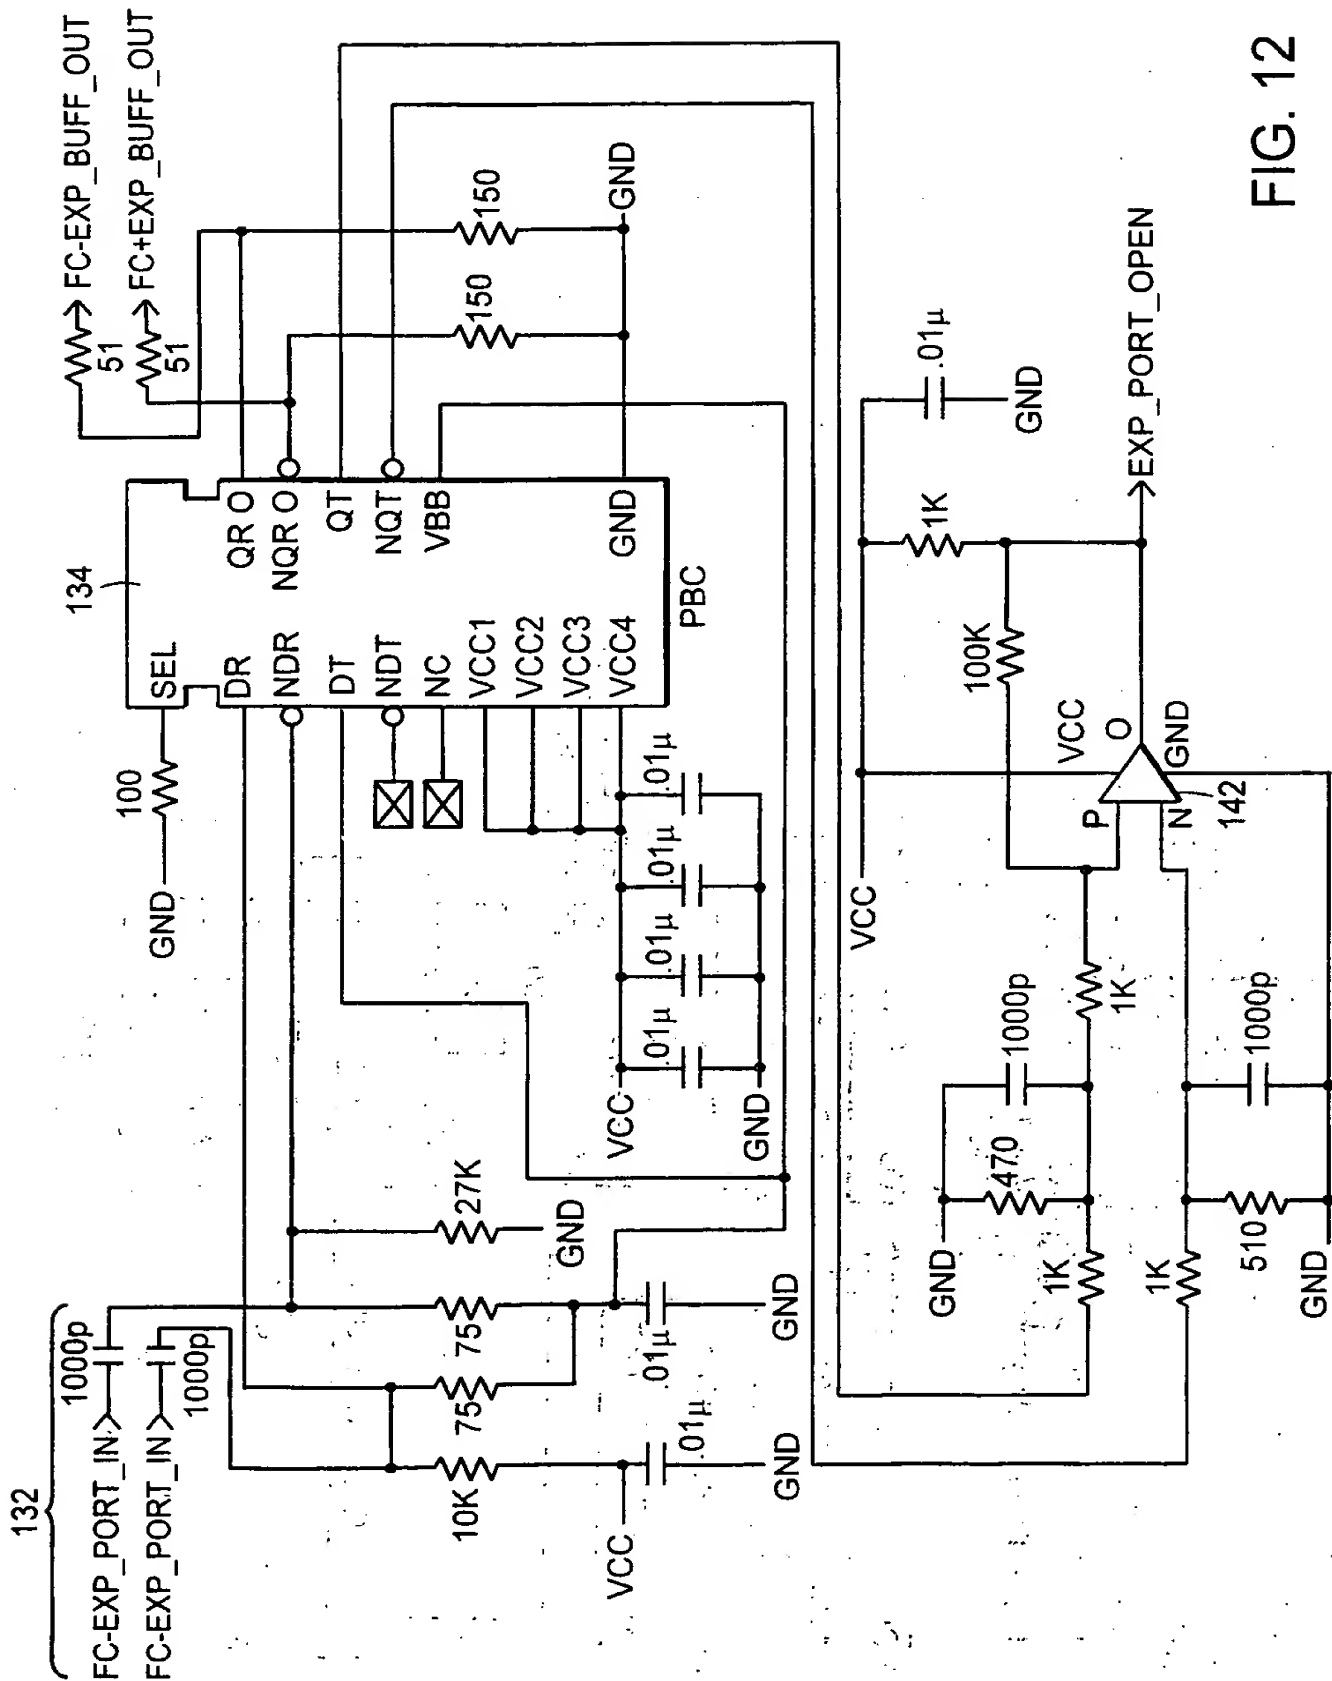 132
FC-EXP_PORT_IN
FC-EXP_PORT_IN
1000p
1000p
10K
75
75
27K
GND
VCC
.01µ
GND
.01µ
GND
GND
100
SEL
DR
NDR
DT
NDT
NC
VCC1
VCC2
VCC3
VCC4
134
QR O
NQR O
QT
NQT
VBB
GND
PBC
VCC
.01µ
.01µ
.01µ
.01µ
GND
51
51
FC-EXP_BUFF_OUT
FC+EXP_BUFF_OUT
150
150
GND
VCC
1K
.01µ
GND
100K
VCC
O
GND
P
N
142
EXP_PORT_OPEN
GND
470
1000p
1K
1K
1K
510
1000p
GND
FIG. 12